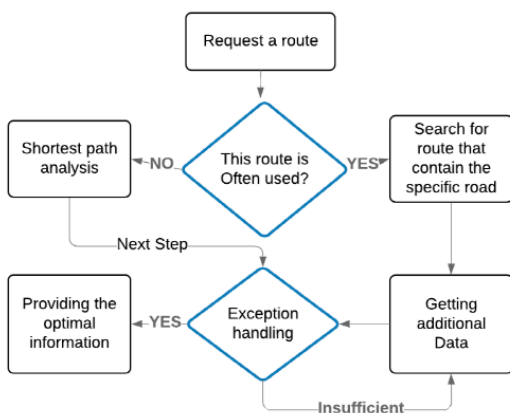 Request a route
This route is
Often used?
NO
YES
Shortest path
analysis
Search for
route that
contain the
specific road
Next Step
Providing the
optimal
information
YES
Exception
handling
Getting
additional
Data
Insufficient